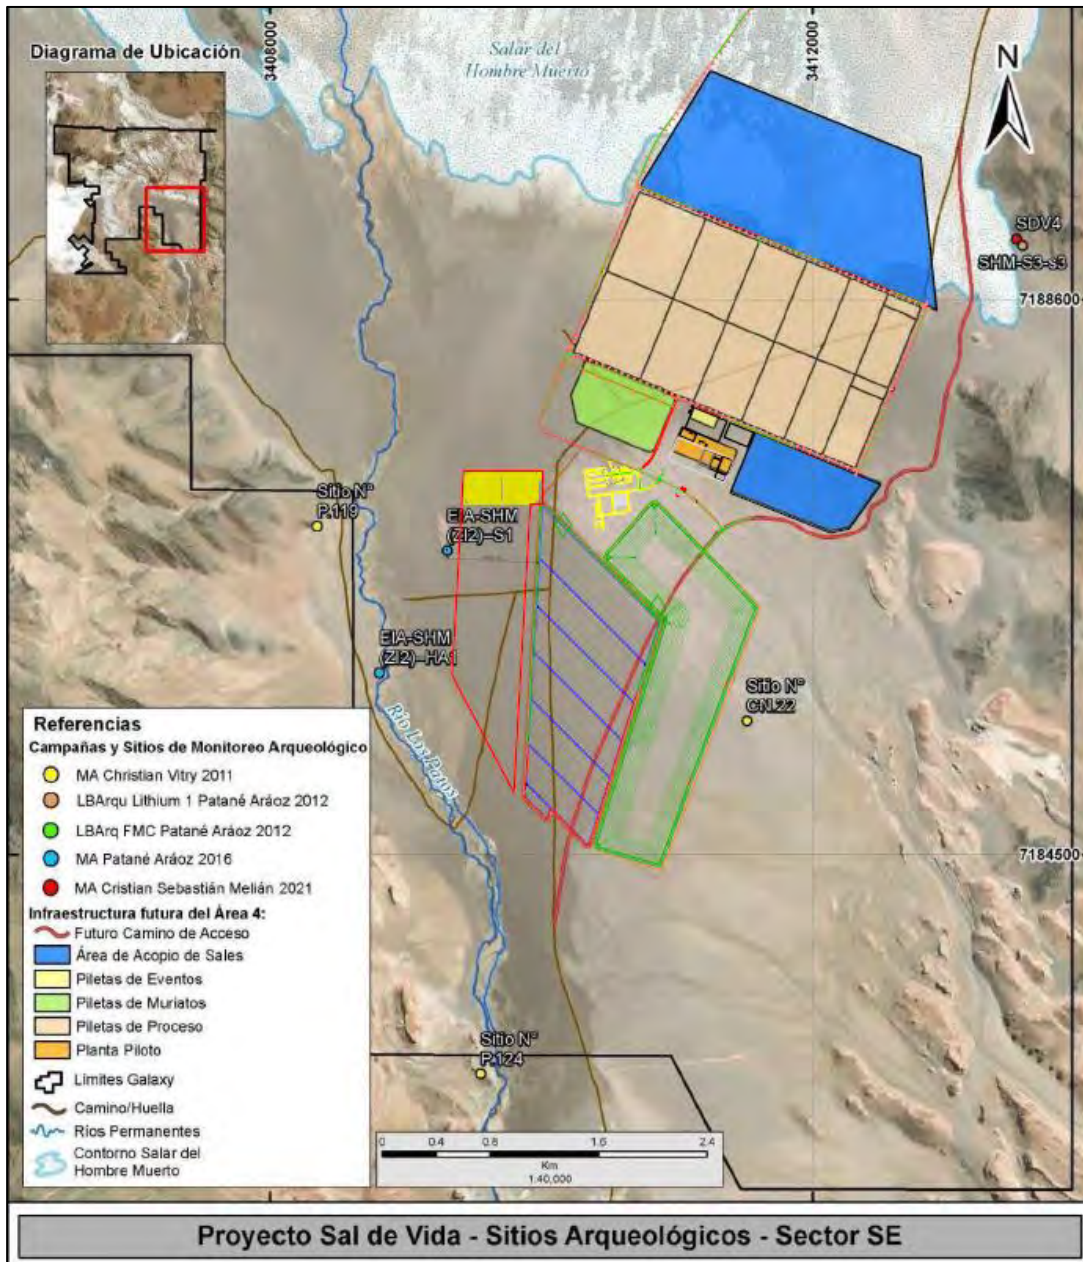 Diagrama de Ubicación
3408000
3412000
Salar del
Hombre Muerto
N
SDV4
SHM-S3-s3
7188600
Sitio N°
P.119
EIA-SHM
(ZI2)-S1
EIA-SHM
(ZI2)-HA1
Sitio N°
CN.22
Río Los Patos
7184500
Sitio N°
P.124
Referencias
Campañas y Sitios de Monitoreo Arqueológico
MA Christian Vitry 2011
LBArqu Lithium 1 Patané Aráoz 2012
LBArq FMC Patané Aráoz 2012
MA Patané Aráoz 2016
MA Cristian Sebastián Melián 2021
Infraestructura futura del Área 4:
Futuro Camino de Acceso
Área de Acopio de Sales
Piletas de Eventos
Piletas de Muriatos
Piletas de Proceso
Planta Piloto
Límites Galaxy
Camino/Huella
Ríos Permanentes
Contorno Salar del
Hombre Muerto
0 0.4 0.8 1.6 2.4
Km
1:40,000
Proyecto Sal de Vida - Sitios Arqueológicos - Sector SE